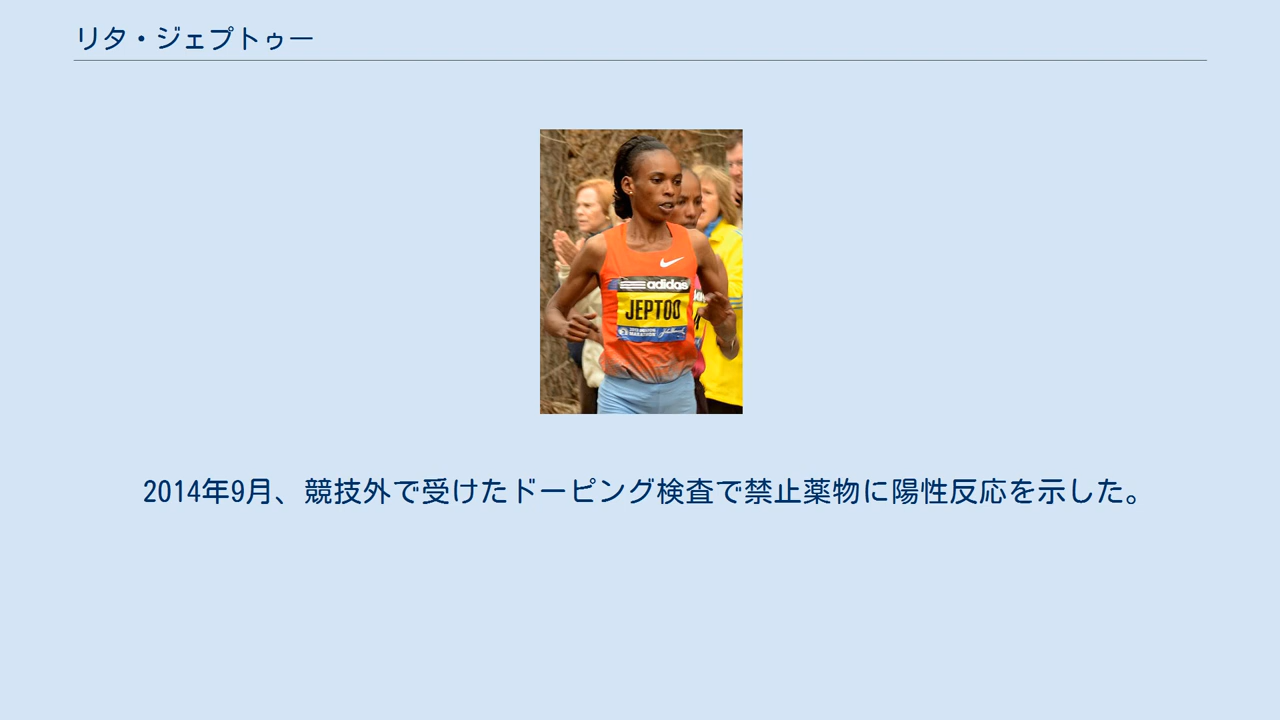 リタ・ジェプトゥー
adidas
JEPTOO
2014年9月、競技外で受けたドーピング検査で禁止薬物に陽性反応を示した。